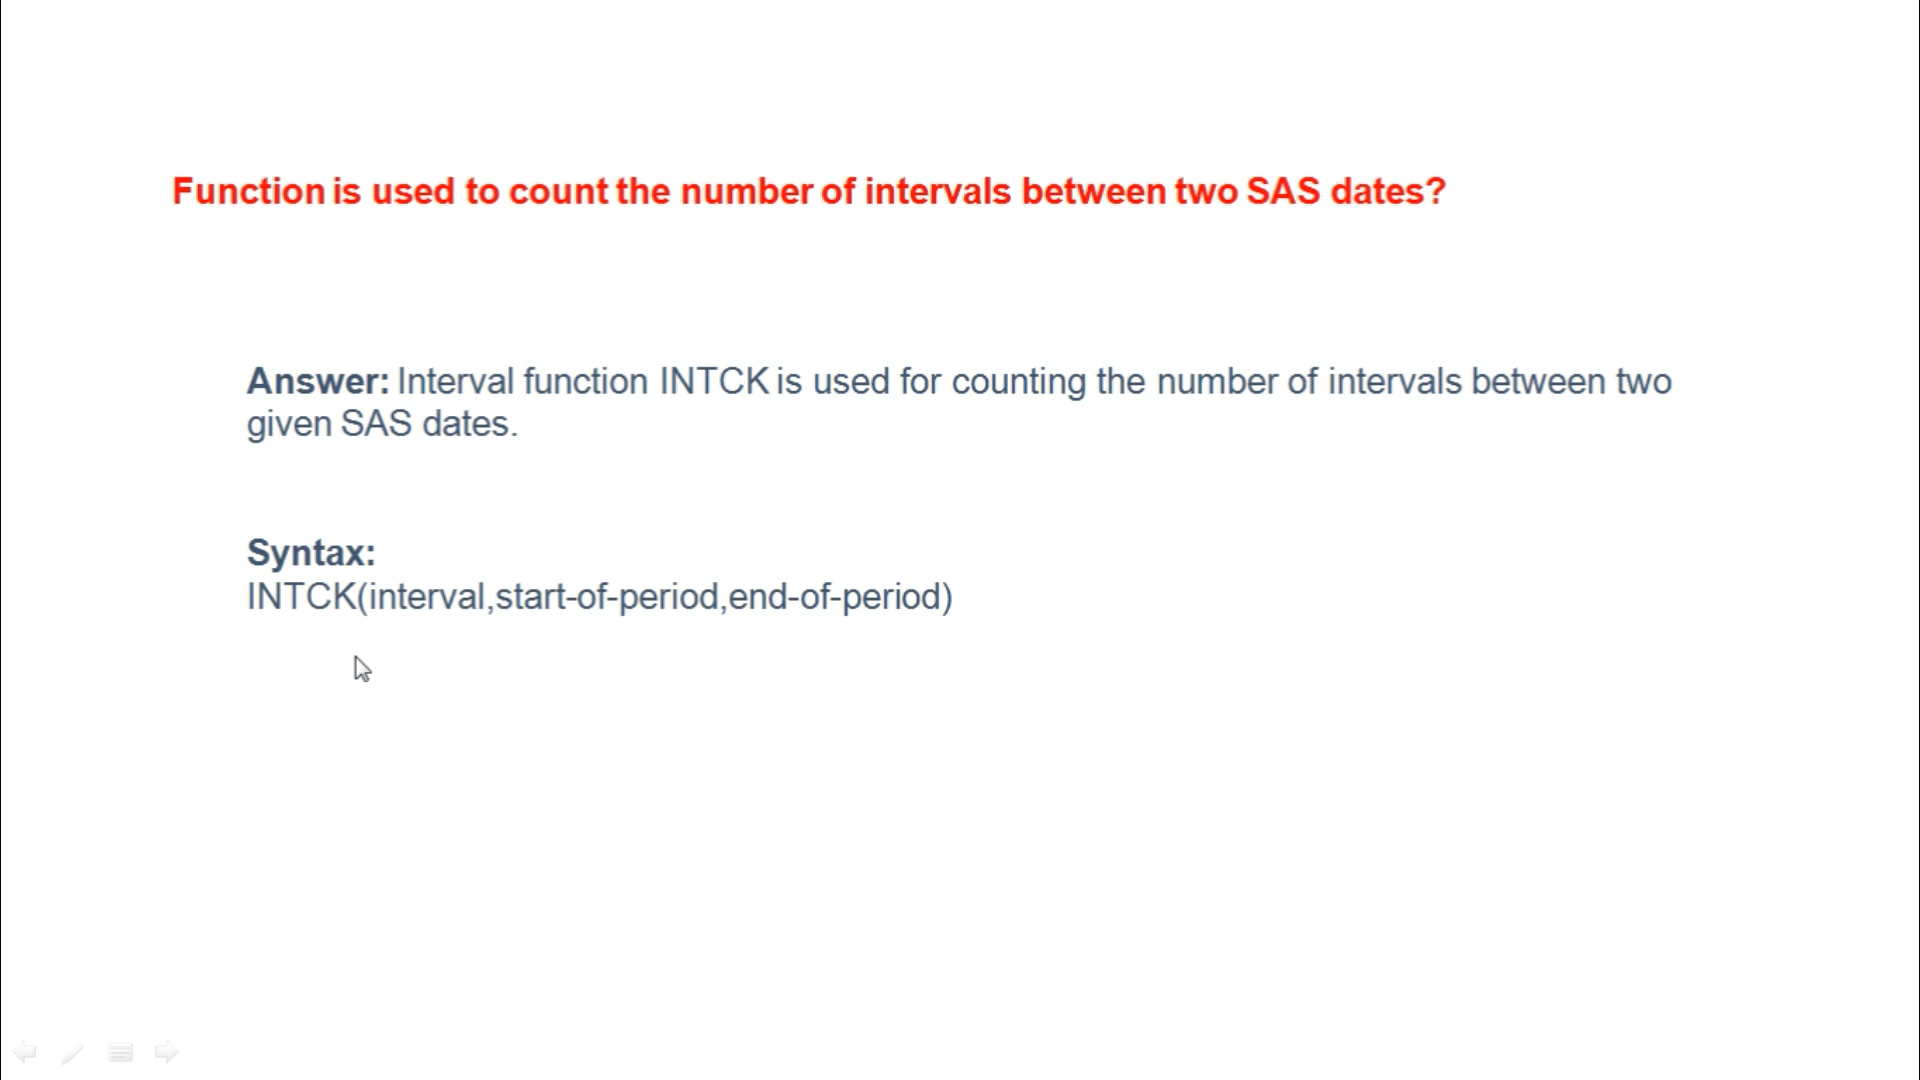 Function is used to count the number of intervals between two SAS dates?
Answer: Interval function INTCK is used for counting the number of intervals between two
given SAS dates.
Syntax:
INTCK(interval,start-of-period,end-of-period)